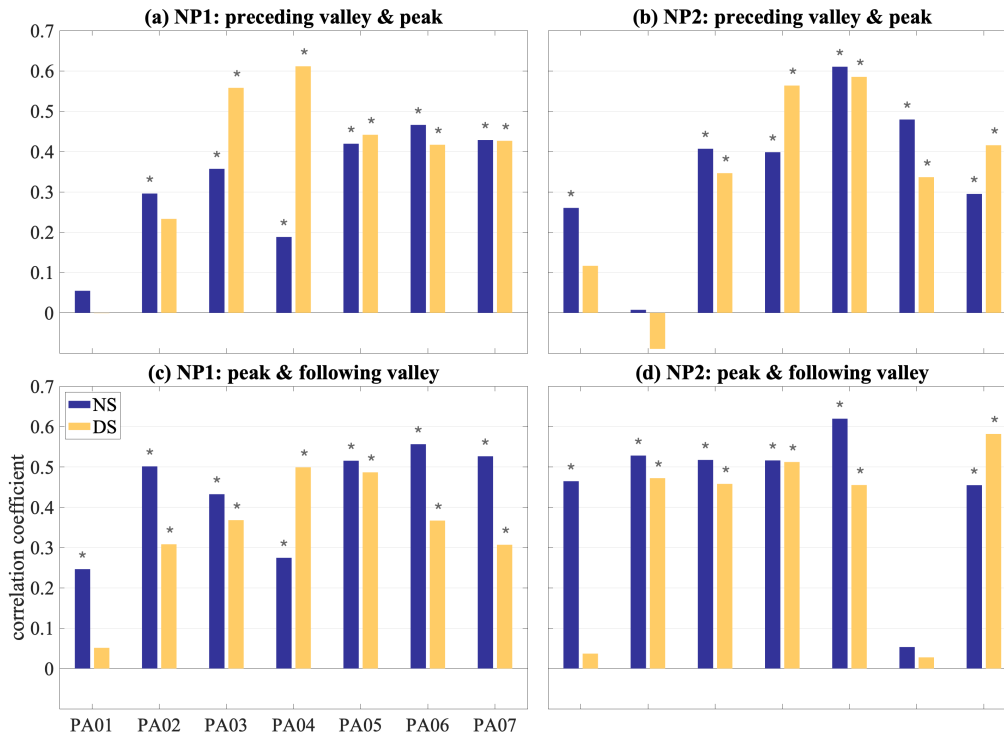 (a) NP1: preceding valley & peak
(b) NP2: preceding valley & peak
0.7
0.6
0.5
0.4
0.3
0.2
0.1
0
* * * * * * * * * * *
* * * * * * * * * * *
(c) NP1: peak & following valley
(d) NP2: peak & following valley
0.7
0.6
0.5
0.4
0.3
0.2
0.1
0
correlation coefficient
NS
DS
* * * * * * * * * * * * *
* * * * * * * * * * *
PA01 PA02 PA03 PA04 PA05 PA06 PA07